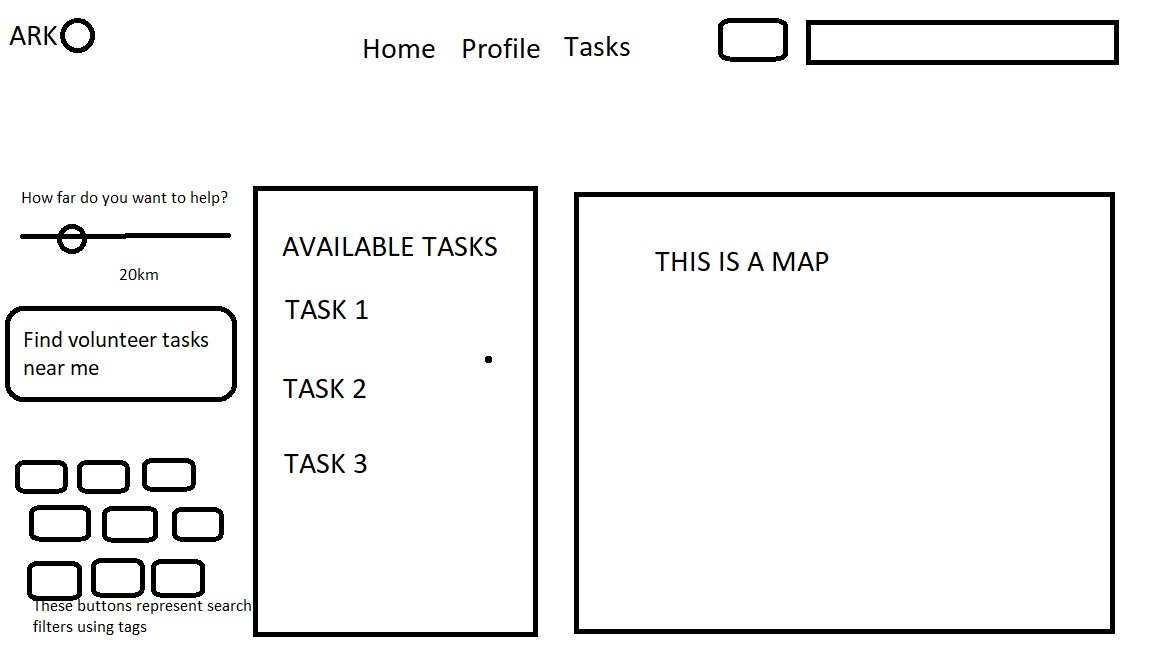 ARK
Home Profile Tasks
How far do you want to help?
20km
Find volunteer tasks
near me
These buttons represent search
filters using tags
AVAILABLE TASKS
TASK 1
TASK 2
TASK 3
THIS IS A MAP